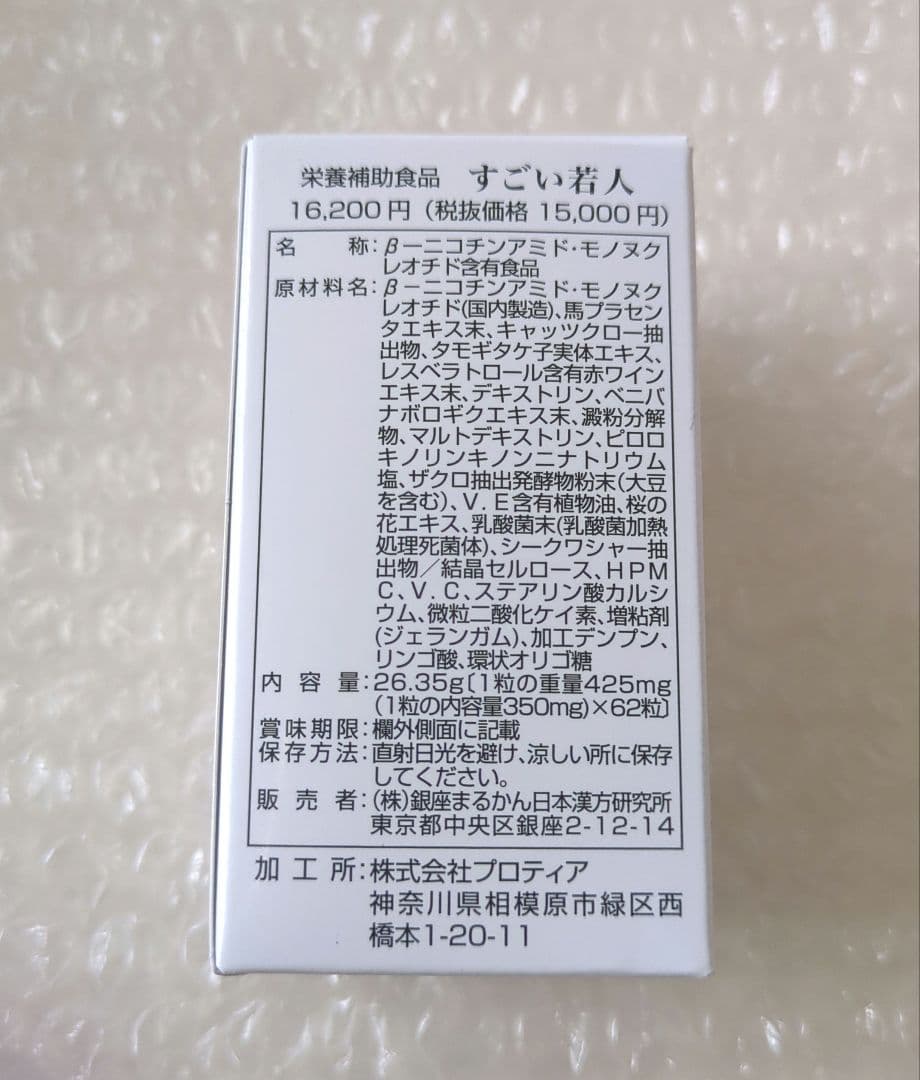 栄養補助食品 すごい若人
16,200円（税抜価格 15,000円）
名称：β－ニコチンアミド・モノヌク
レオチド含有食品
原材料名：β－ニコチンアミド・モノヌク
レオチド(国内製造)、馬プラセン
タエキス末、キャッツクロー抽
出物、タモギタケ子実体エキス、
レスベラトロール含有赤ワイン
エキス末、デキストリン、ベニバ
ナボロギクエキス末、澱粉分解
物、マルトデキストリン、ピロロ
キノリンキノンニナトリウム
塩、ザクロ抽出発酵物粉末(大豆
を含む)、V.E含有植物油、桜の
花エキス、乳酸菌末(乳酸菌加熱
処理死菌体)、シークワシャー抽
出物／結晶セルロース、HPM
C、V.C、ステアリン酸カルシ
ウム、微粒二酸化ケイ素、増粘剤
(ジェランガム)、加工デンプン、
リンゴ酸、環状オリゴ糖
内容量：26.35g〔1粒の重量425mg
(1粒の内容量350mg)×62粒〕
賞味期限：欄外側面に記載
保存方法：直射日光を避け、涼しい所に保存
してください。
販売者：(株)銀座まるかん日本漢方研究所
東京都中央区銀座2-12-14
加工所：株式会社プロティア
神奈川県相模原市緑区西
橋本1-20-11